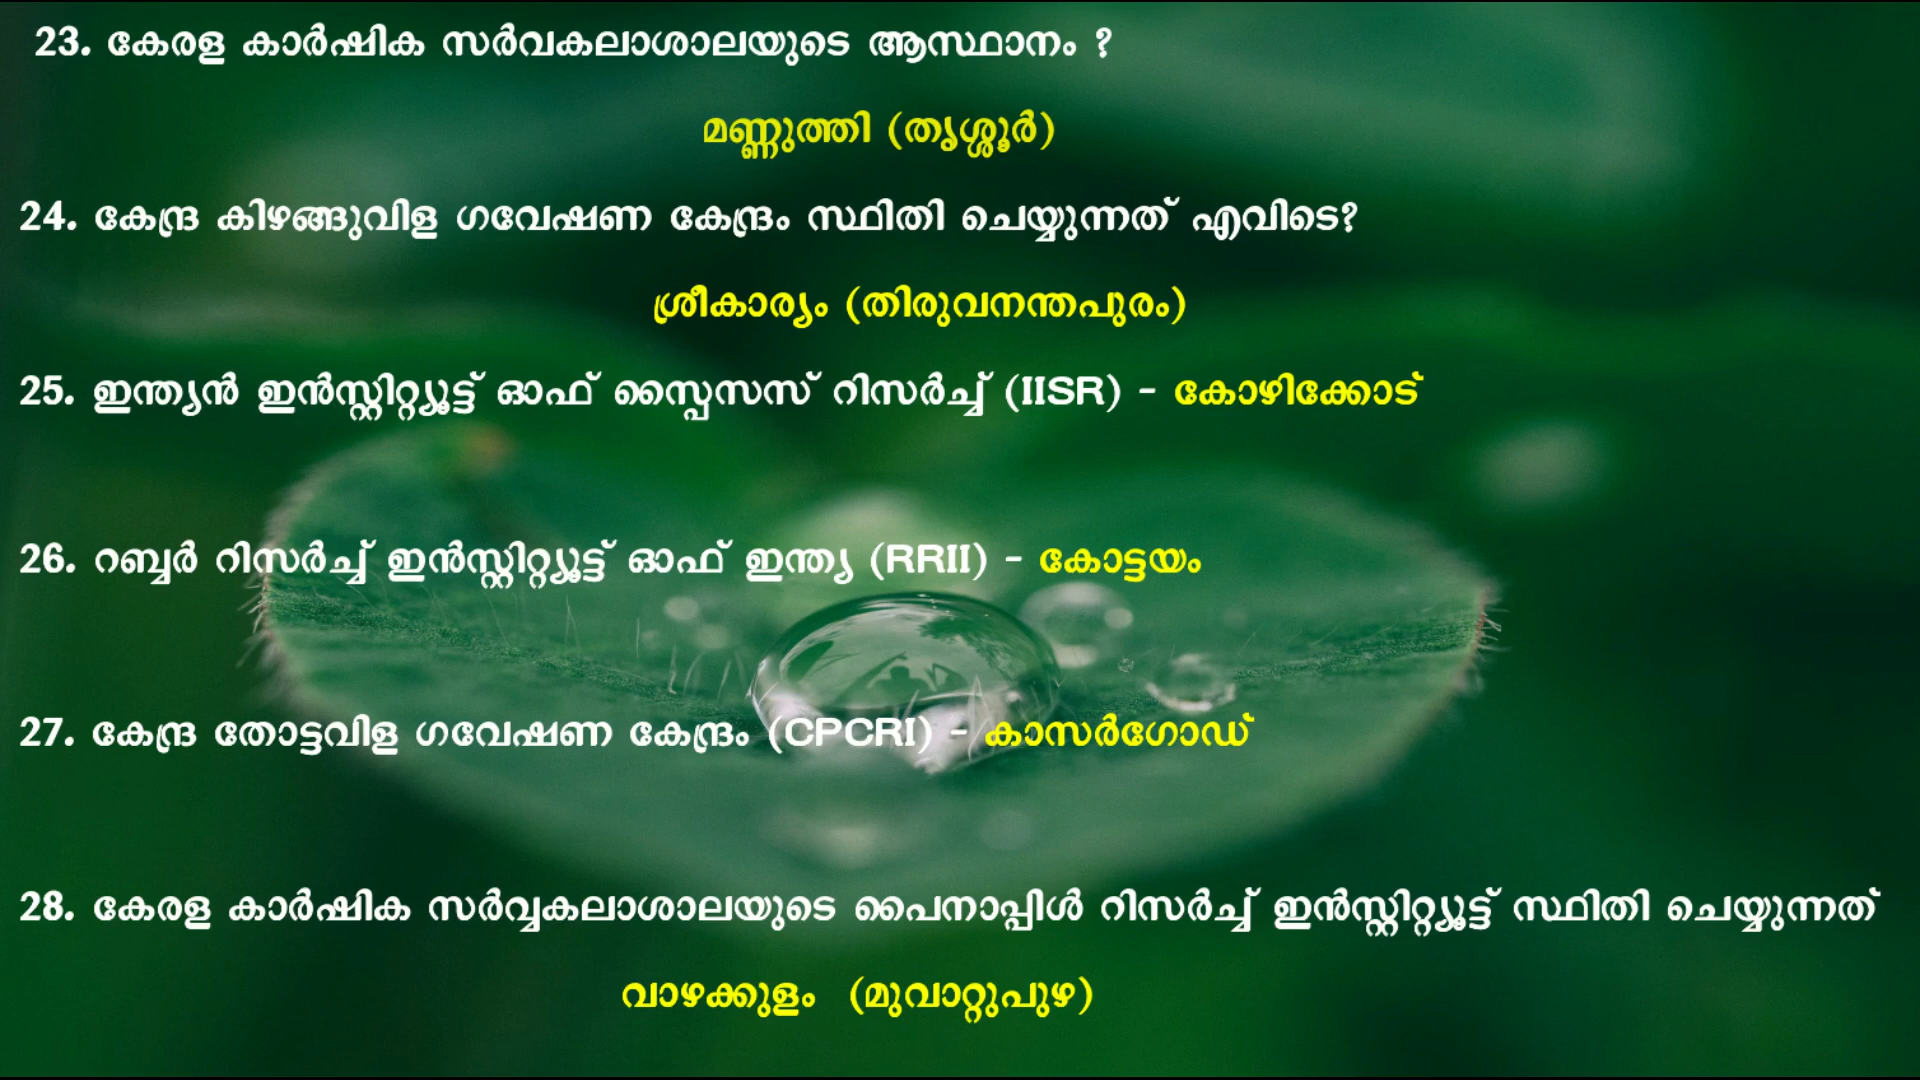 23. കേരള കാർഷിക സർവകലാശാലയുടെ ആസ്ഥാനം ?
മണ്ണുത്തി (തൃശ്ശൂർ)
24. കേന്ദ്ര കിഴങ്ങുവിള ഗവേഷണ കേന്ദ്രം സ്ഥിതി ചെയ്യുന്നത് എവിടെ?
ശ്രീകാര്യം (തിരുവനന്തപുരം)
25. ഇന്ത്യൻ ഇൻസ്റ്റിറ്റ്യൂട്ട് ഓഫ് സ്പൈസസ് റിസർച്ച് (IISR) - കോഴിക്കോട്
26. റബ്ബർ റിസർച്ച് ഇൻസ്റ്റിറ്റ്യൂട്ട് ഓഫ് ഇന്ത്യ (RRII) - കോട്ടയം
27. കേന്ദ്ര തോട്ടവിള ഗവേഷണ കേന്ദ്രം (CPCRI) - കാസർഗോഡ്
28. കേരള കാർഷിക സർവ്വകലാശാലയുടെ പൈനാപ്പിൾ റിസർച്ച് ഇൻസ്റ്റിറ്റ്യൂട്ട് സ്ഥിതി ചെയ്യുന്നത്
വാഴക്കുളം (മുവാറ്റുപുഴ)